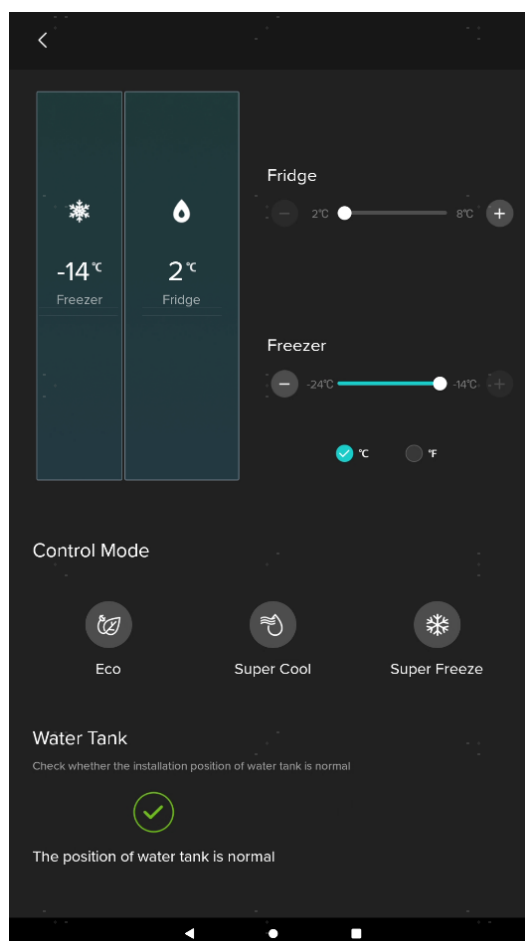 Fridge
2℃ 8℃
-14℃ 2℃
Freezer Fridge
Freezer
-24℃ -14℃
℃ ℉
Control Mode
Eco Super Cool Super Freeze
Water Tank
Check whether the installation position of water tank is normal
The position of water tank is normal